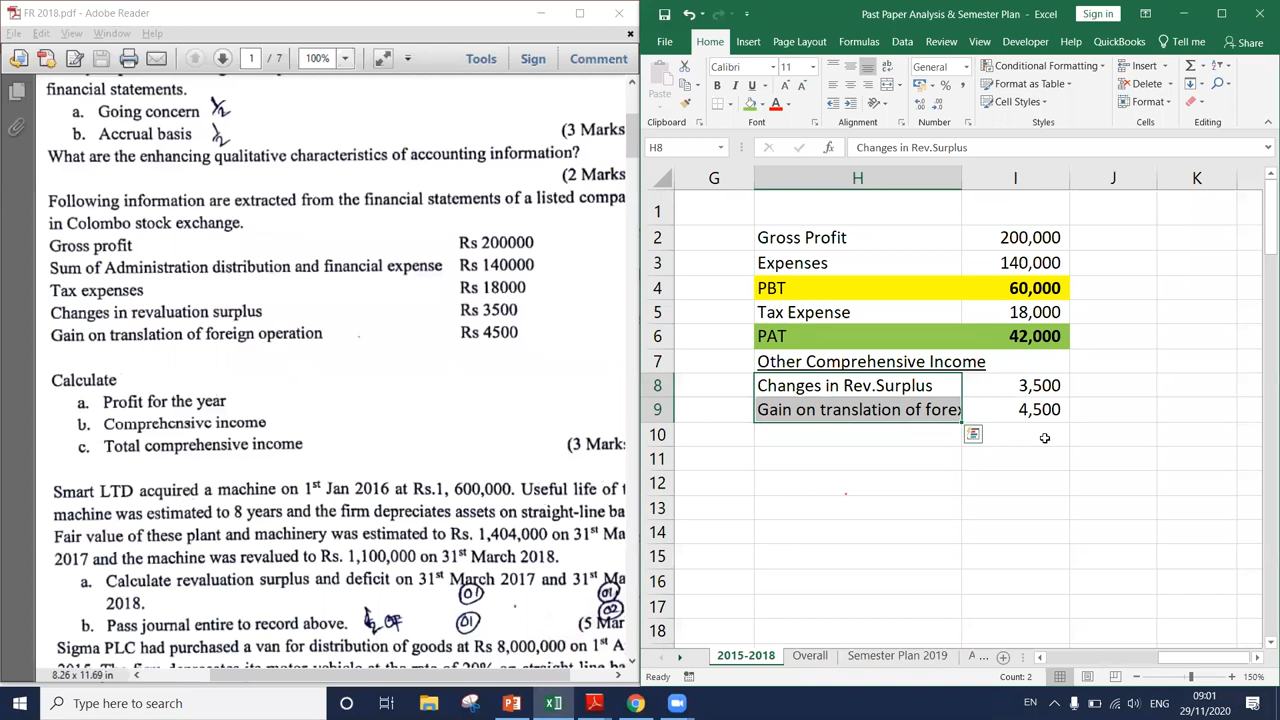 FR 2018.pdf - Adobe Reader
File Edit View Window Help
1 / 7 100% Tools Sign Comment
financial statements.
a. Going concern ½
b. Accrual basis ½
(3 Marks
What are the enhancing qualitative characteristics of accounting information?
(2 Marks
Following information are extracted from the financial statements of a listed compa
in Colombo stock exchange.
Gross profit Rs 200000
Sum of Administration distribution and financial expense Rs 140000
Tax expenses Rs 18000
Changes in revaluation surplus Rs 3500
Gain on translation of foreign operation Rs 4500
Calculate
a. Profit for the year
b. Comprehensive income
c. Total comprehensive income (3 Marks
Smart LTD acquired a machine on 1st Jan 2016 at Rs.1, 600,000. Useful life of t
machine was estimated to 8 years and the firm depreciates assets on straight-line ba
Fair value of these plant and machinery was estimated to Rs. 1,404,000 on 31st Ma
2017 and the machine was revalued to Rs. 1,100,000 on 31st March 2018.
a. Calculate revaluation surplus and deficit on 31st March 2017 and 31st Ma
2018. 01 01
02
b. Pass journal entire to record above. 01 (5 Mar
Sigma PLC had purchased a van for distribution of goods at Rs 8,000,000 on 1st A
8.26 x 11.69 in
Past Paper Analysis & Semester Plan - Excel Sign in
File Home Insert Page Layout Formulas Data Review View Developer QuickBooks Tell me Share
Paste Calibri 11 General Conditional Formatting Insert
B I U Format as Table Delete
A Cell Styles Format
Clipboard Font Alignment Number Styles Cells Editing
H8 fx Changes in Rev.Surplus
G H I J K
1
2 Gross Profit 200,000
3 Expenses 140,000
4 PBT 60,000
5 Tax Expense 18,000
6 PAT 42,000
7 Other Comprehensive Income
8 Changes in Rev.Surplus 3,500
9 Gain on translation of forex 4,500
10
11
12
13
14
15
16
17
18
2015-2018 Overall Semester Plan 2019 A ...
Ready Count: 2 150%
Type here to search
EN ENG 09:01
29/11/2020